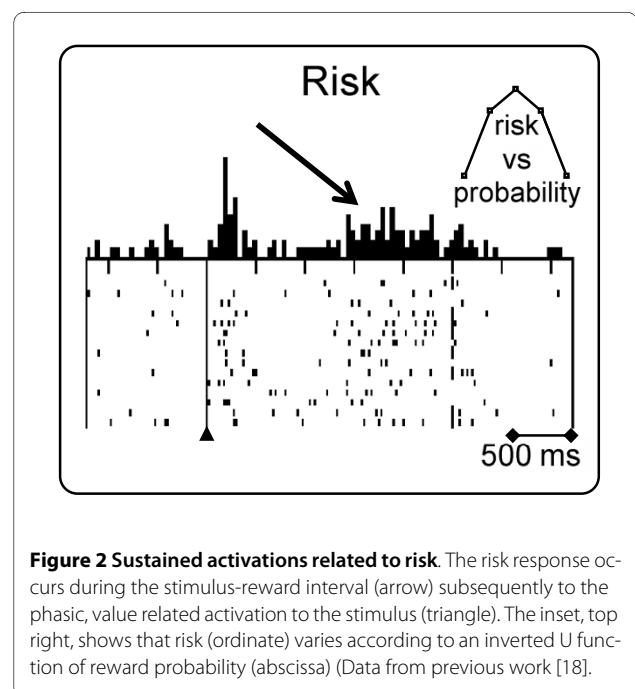 Risk
risk
vs
probability
500 ms
Figure 2 Sustained activations related to risk. The risk response oc-
curs during the stimulus-reward interval (arrow) subsequently to the
phasic, value related activation to the stimulus (triangle). The inset, top
right, shows that risk (ordinate) varies according to an inverted U func-
tion of reward probability (abscissa) (Data from previous work [18].